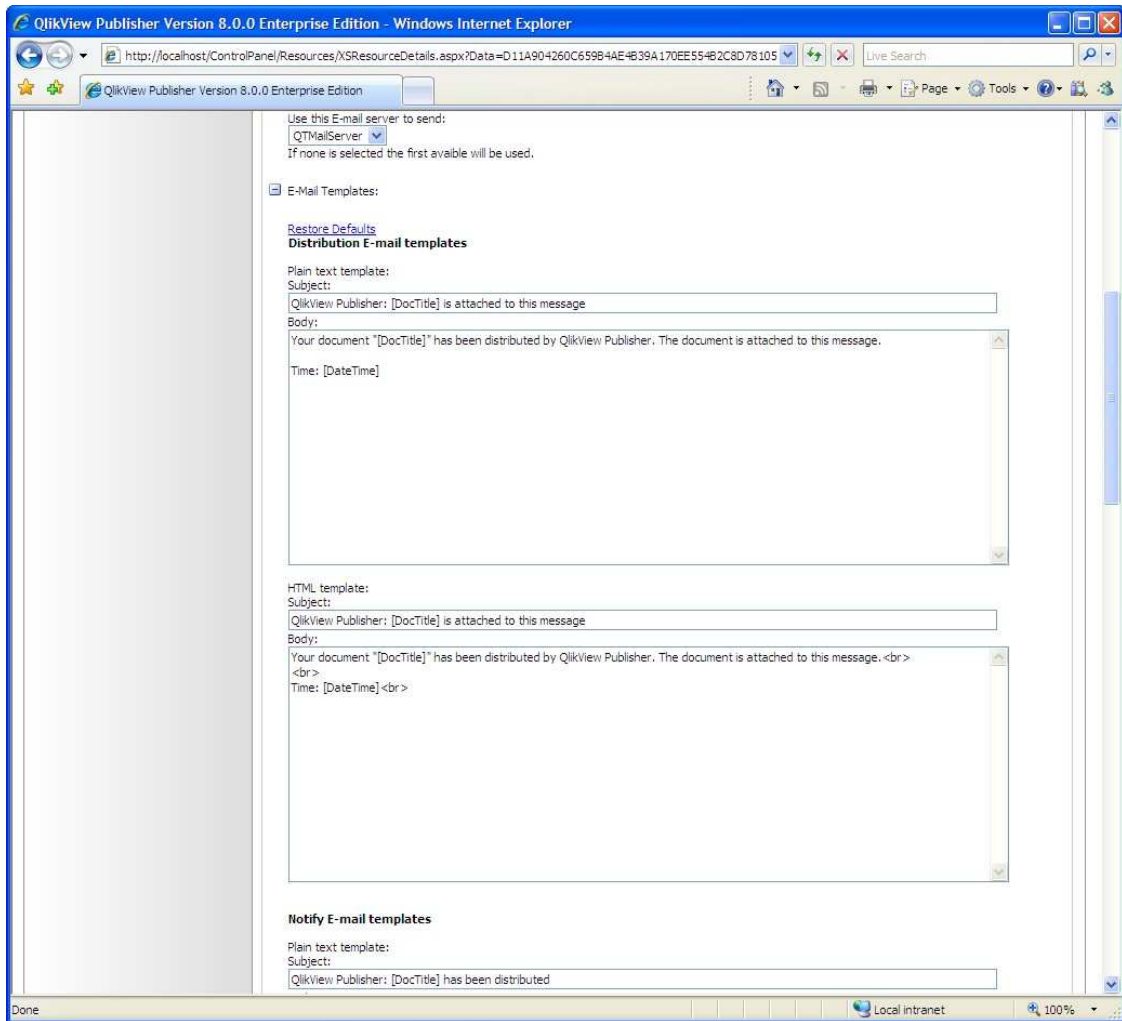 QlikView Publisher Version 8.0.0 Enterprise Edition - Windows Internet Explorer
http://localhost/ControlPanel/Resources/XSResourceDetails.aspx?Data=D11A904260C659B4AE4B39A170EE554B2C8D78105
Live Search
QlikView Publisher Version 8.0.0 Enterprise Edition
Page
Tools
Use this E-mail server to send:
QTMailServer
If none is selected the first avaible will be used.
E-Mail Templates:
Restore Defaults
Distribution E-mail templates
Plain text template:
Subject:
QlikView Publisher: [DocTitle] is attached to this message
Body:
Your document "[DocTitle]" has been distributed by QlikView Publisher. The document is attached to this message.
Time: [DateTime]
HTML template:
Subject:
QlikView Publisher: [DocTitle] is attached to this message
Body:
Your document "[DocTitle]" has been distributed by QlikView Publisher. The document is attached to this message.<br>
<br>
Time: [DateTime]<br>
Notify E-mail templates
Plain text template:
Subject:
QlikView Publisher: [DocTitle] has been distributed
Done
Local intranet
100%